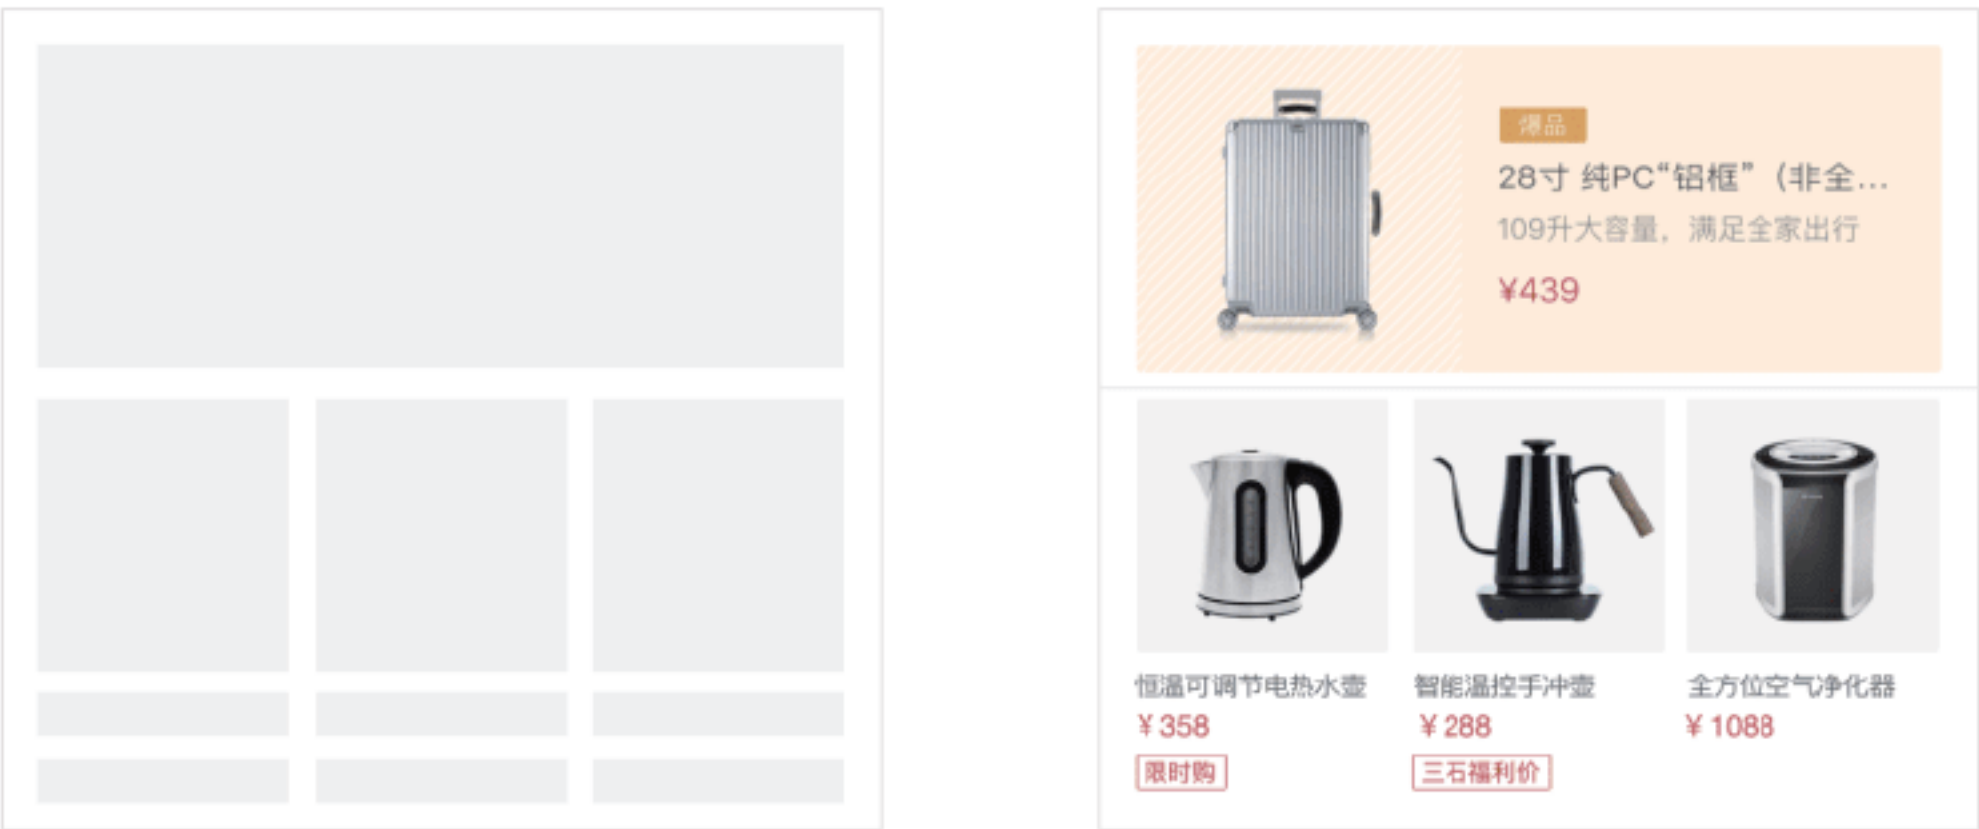 爆品
28寸 纯PC“铝框”（非全...
109升大容量，满足全家出行
¥439
恒温可调节电热水壶
智能温控手冲壶
全方位空气净化器
¥ 358
¥ 288
¥ 1088
限时购
三石福利价